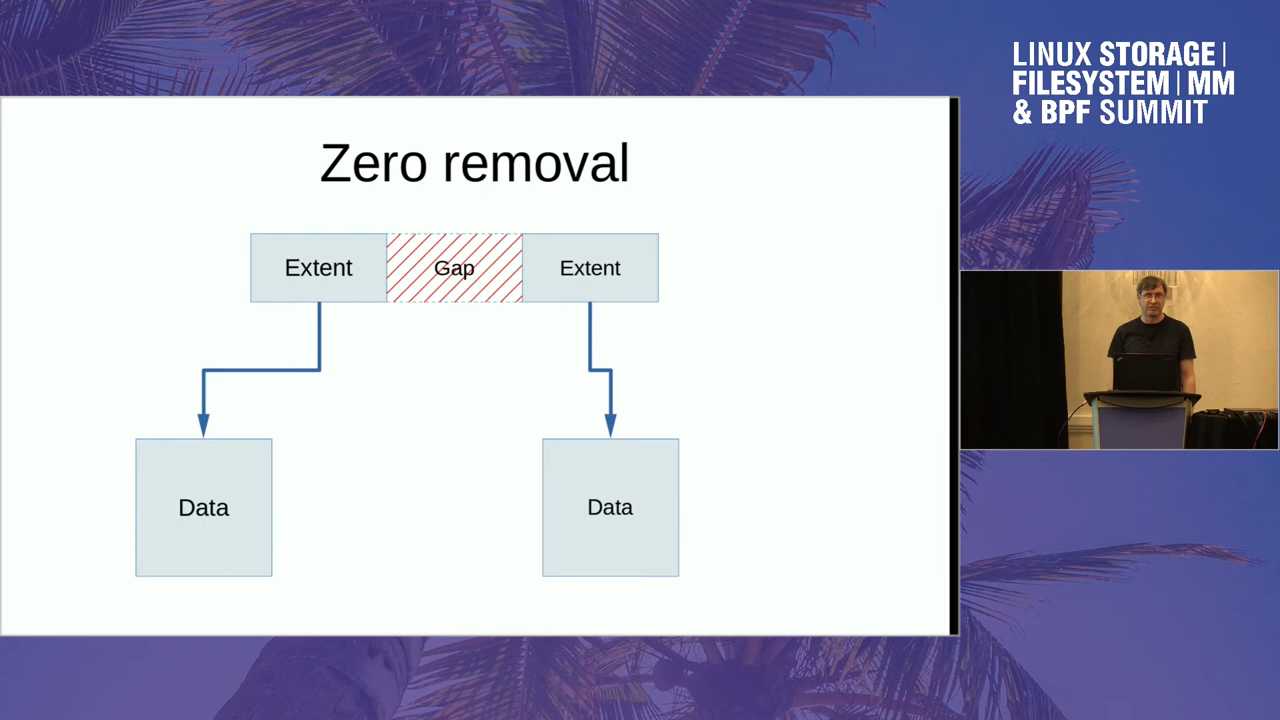 LINUX STORAGE |
FILESYSTEM | MM
& BPF SUMMIT
Zero removal
Extent
Gap
Extent
Data
Data